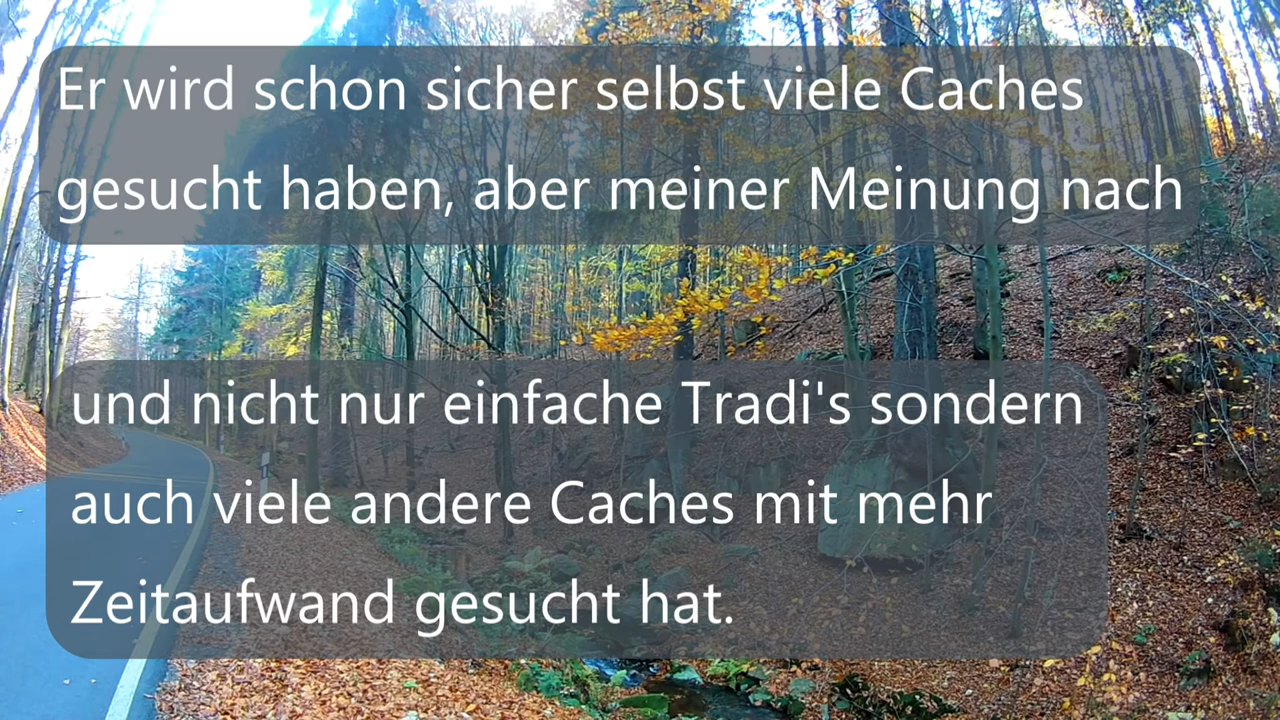 Er wird schon sicher selbst viele Caches
gesucht haben, aber meiner Meinung nach
und nicht nur einfache Tradi's sondern
auch viele andere Caches mit mehr
Zeitaufwand gesucht hat.